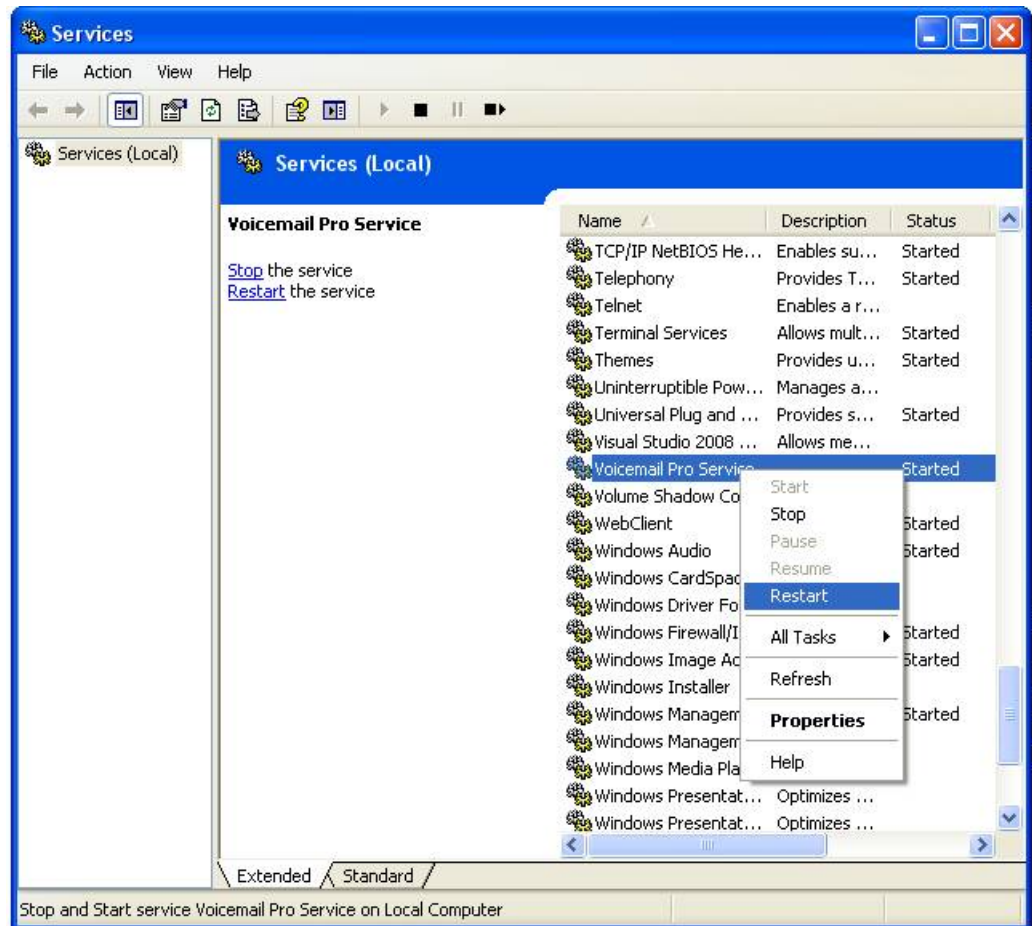 Services
File Action View Help
Services (Local)
Services (Local)
Voicemail Pro Service
Stop the service
Restart the service
Name Description Status
TCP/IP NetBIOS He... Enables su... Started
Telephony Provides T... Started
Telnet Enables a r...
Terminal Services Allows mult... Started
Themes Provides u... Started
Uninterruptible Pow... Manages a...
Universal Plug and ... Provides s... Started
Visual Studio 2008 ... Allows me...
Voicemail Pro Service Started
Volume Shadow Co
WebClient Started
Windows Audio Started
Windows CardSpac
Windows Driver Fo
Windows Firewall/I Started
Windows Image Ac Started
Windows Installer
Windows Managem Started
Windows Managem
Windows Media Pla
Windows Presentat... Optimizes ...
Windows Presentat... Optimizes ...
Start
Stop
Pause
Resume
Restart
All Tasks
Refresh
Properties
Help
Extended Standard
Stop and Start service Voicemail Pro Service on Local Computer